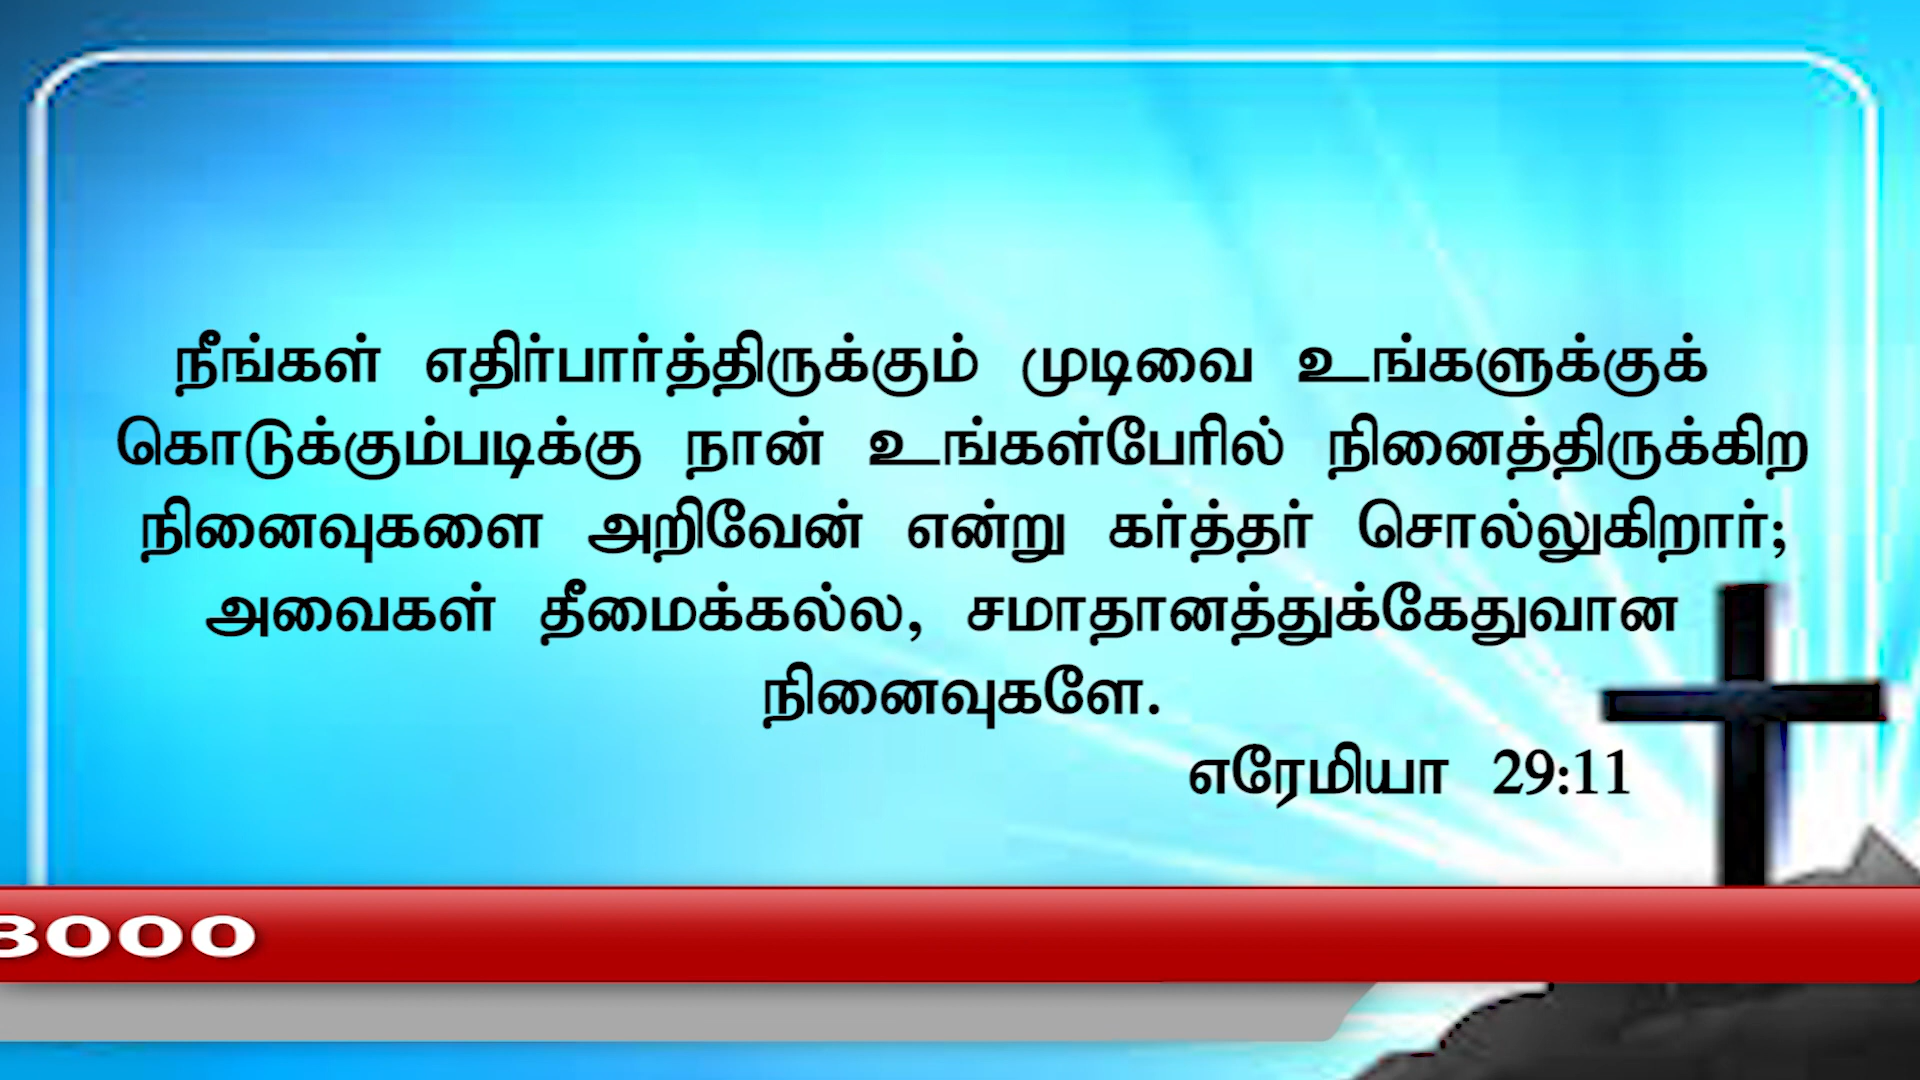 நீங்கள் எதிர்பார்த்திருக்கும் முடிவை உங்களுக்குக்
கொடுக்கும்படிக்கு நான் உங்கள்பேரில் நினைத்திருக்கிற
நினைவுகளை அறிவேன் என்று கர்த்தர் சொல்லுகிறார்;
அவைகள் தீமைக்கல்ல, சமாதானத்துக்கேதுவான
நினைவுகளே.
எரேமியா 29:11
3000